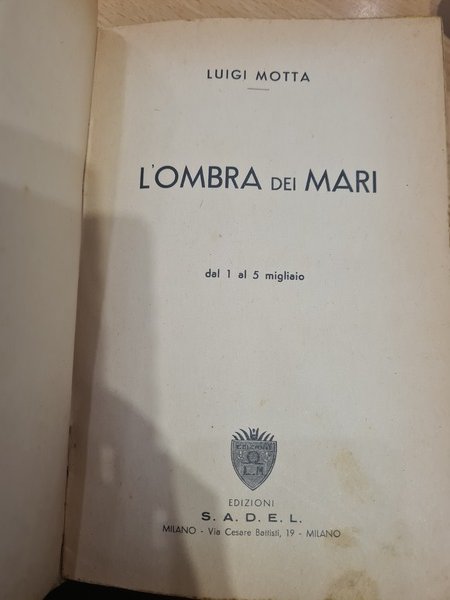 LUIGI MOTTA
L'OMBRA DEI MARI
dal 1 al 5 migliaio
EDIZIONI
S. A. D. E. L.
MILANO - Via Cesare Battisti, 19 - MILANO